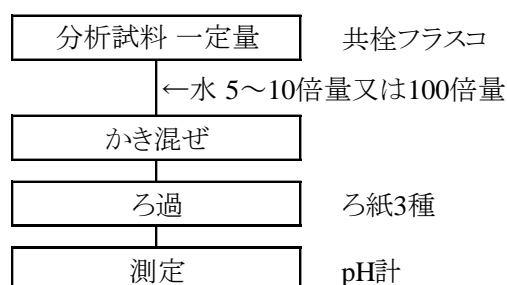 分析試料 一定量 共栓フラスコ
←水 5～10倍量又は100倍量
かき混ぜ
ろ過 ろ紙3種
測定 pH計